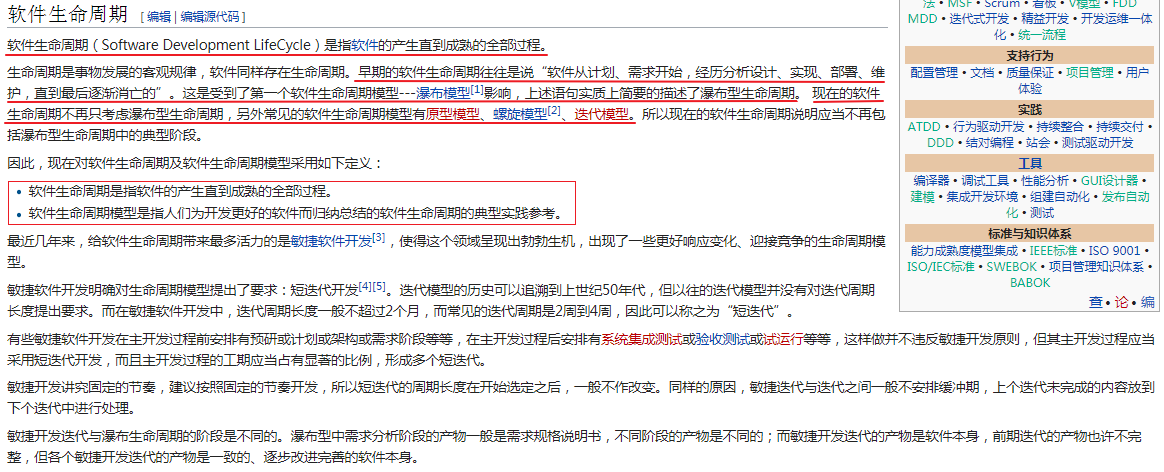 软件生命周期 [ 编辑 | 编辑源代码 ]
软件生命周期（Software Development LifeCycle）是指软件的产生直到成熟的全部过程。
生命周期是事物发展的客观规律，软件同样存在生命周期。早期的软件生命周期往往是说“软件从计划、需求开始，经历分析设计、实现、部署、维
护，直到最后逐渐消亡的”。这是受到了第一个软件生命周期模型---瀑布模型[1]影响，上述语句实质上简要的描述了瀑布型生命周期。 现在的软件
生命周期不再只考虑瀑布型生命周期，另外常见的软件生命周期模型有原型模型、螺旋模型[2]、迭代模型。所以现在的软件生命周期说明应当不再包
括瀑布型生命周期中的典型阶段。
因此，现在对软件生命周期及软件生命周期模型采用如下定义：
• 软件生命周期是指软件的产生直到成熟的全部过程。
• 软件生命周期模型是指人们为开发更好的软件而归纳总结的软件生命周期的典型实践参考。
最近几年来，给软件生命周期带来最多活力的是敏捷软件开发[3]，使得这个领域呈现出勃勃生机，出现了一些更好响应变化、迎接竞争的生命周期模
型。
敏捷软件开发明确对生命周期模型提出了要求：短迭代开发[4][5]。迭代模型的历史可以追溯到上世纪50年代，但以往的迭代模型并没有对迭代周期
长度提出要求。而在敏捷软件开发中，迭代周期长度一般不超过2个月，而常见的迭代周期是2周到4周，因此可以称之为“短迭代”。
有些敏捷软件开发在主开发过程前安排有预研或计划或架构或需求阶段等等，在主开发过程后安排有系统集成测试或验收测试或试运行等等，这样做并不违反敏捷开发原则，但其主开发过程应当
采用短迭代开发，而且主开发过程的工期应当占有显著的比例，形成多个短迭代。
敏捷开发讲究固定的节奏，建议按照固定的节奏开发，所以短迭代的周期长度在开始选定之后，一般不作改变。同样的原因，敏捷迭代与迭代之间一般不安排缓冲期，上个迭代未完成的内容放到
下个迭代中进行处理。
敏捷开发迭代与瀑布生命周期的阶段是不同的。瀑布型中需求分析阶段的产物一般是需求规格说明书，不同阶段的产物是不同的；而敏捷开发迭代的产物是软件本身，前期迭代的产物也许不完
整，但各个敏捷开发迭代的产物是一致的、逐步改进完善的软件本身。
法 • MSF • Scrum • 看板 • V模型 • FDD
MDD • 迭代式开发 • 精益开发 • 开发运维一体
化 • 统一流程
支持行为
配置管理 • 文档 • 质量保证 • 项目管理 • 用户
体验
实践
ATDD • 行为驱动开发 • 持续整合 • 持续交付 •
DDD • 结对编程 • 站会 • 测试驱动开发
工具
编译器 • 调试工具 • 性能分析 • GUI设计器 •
建模 • 集成开发环境 • 组建自动化 • 发布自动
化 • 测试
标准与知识体系
能力成熟度模型集成 • IEEE标准 • ISO 9001 •
ISO/IEC标准 • SWEBOK • 项目管理知识体系 •
BABOK
查 • 论 • 编